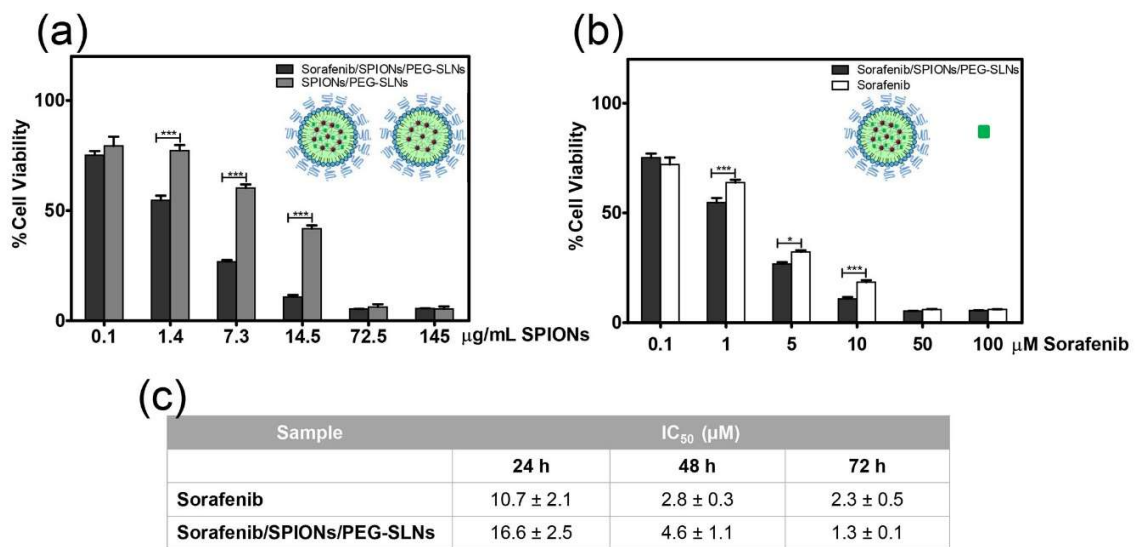 (a)
Sorafenib/SPIONs/PEG-SLNs
SPIONs/PEG-SLNs
%Cell Viability
100
50
0
***
***
***
0.1 1.4 7.3 14.5 72.5 145 μg/mL SPIONs
(b)
Sorafenib/SPIONs/PEG-SLNs
Sorafenib
%Cell Viability
100
50
0
***
*
***
0.1 1 5 10 50 100 μM Sorafenib
(c)
Sample IC50 (μM)
24 h 48 h 72 h
Sorafenib 10.7 ± 2.1 2.8 ± 0.3 2.3 ± 0.5
Sorafenib/SPIONs/PEG-SLNs 16.6 ± 2.5 4.6 ± 1.1 1.3 ± 0.1